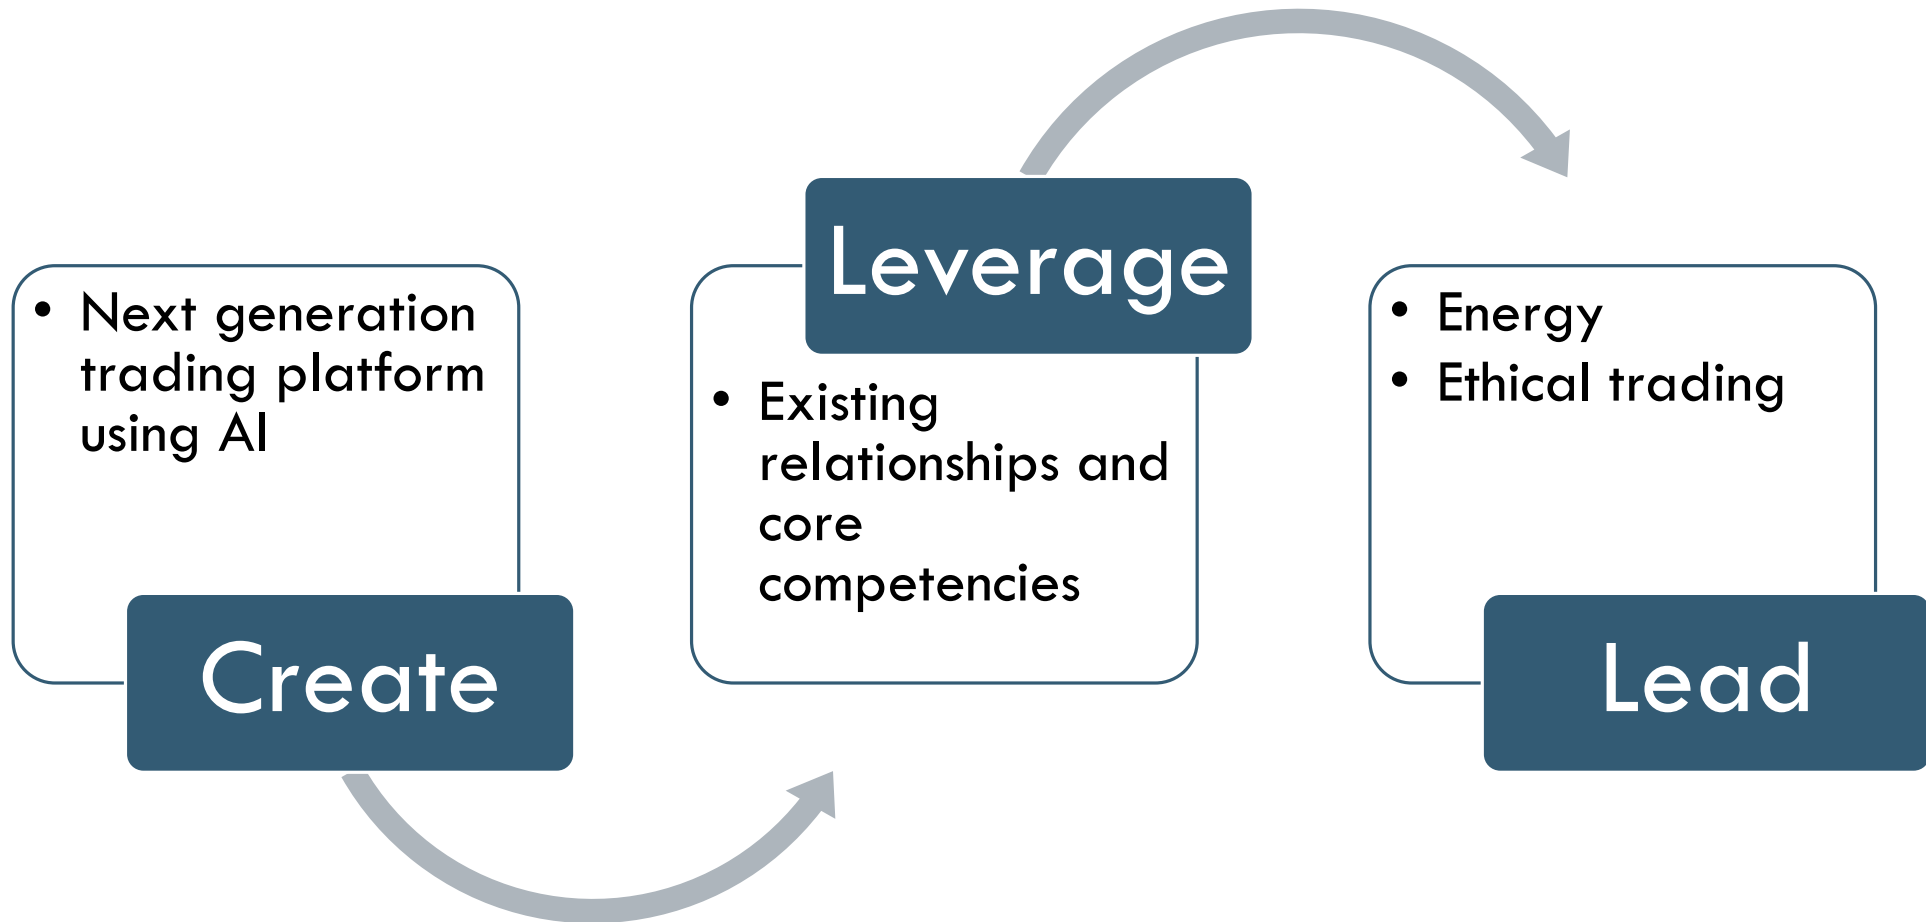 • Next generation
trading platform
using AI
Create
Leverage
• Existing
relationships and
core
competencies
• Energy
• Ethical trading
Lead